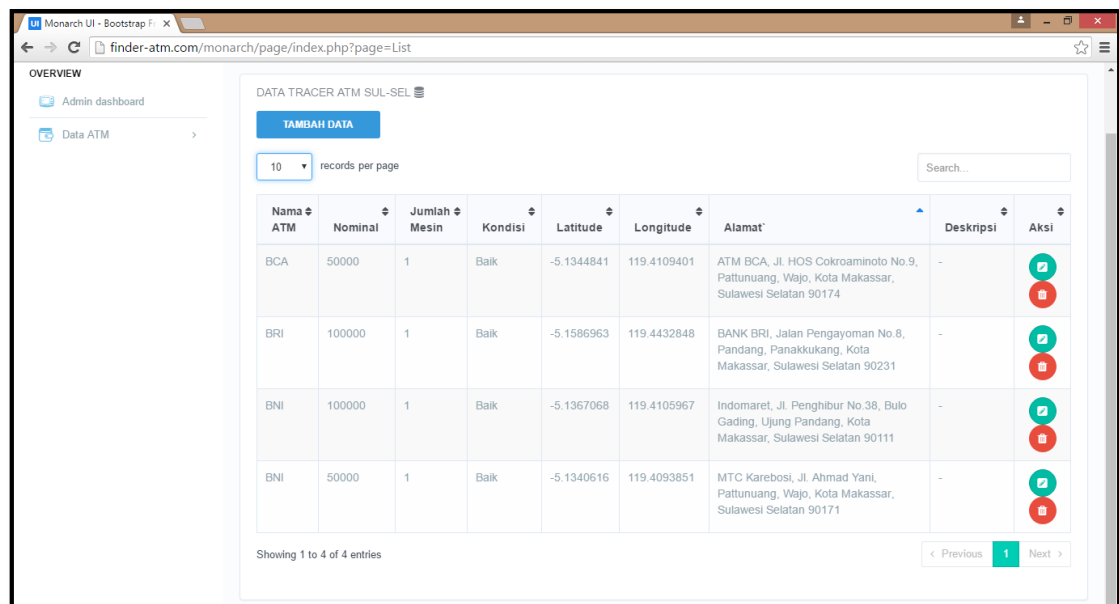 UI Monarch UI - Bootstrap Fr
finder-atm.com/monarch/page/index.php?page=List
OVERVIEW
Admin dashboard
Data ATM
DATA TRACER ATM SUL-SEL
TAMBAH DATA
10 records per page
Search...
Nama ATM
Nominal
Jumlah Mesin
Kondisi
Latitude
Longitude
Alamat`
Deskripsi
Aksi
BCA 50000 1 Baik -5.1344841 119.4109401 ATM BCA, Jl. HOS Cokroaminoto No.9, -
Pattunuang, Wajo, Kota Makassar,
Sulawesi Selatan 90174
BRI 100000 1 Baik -5.1586963 119.4432848 BANK BRI, Jalan Pengayoman No.8, -
Pandang, Panakkukang, Kota
Makassar, Sulawesi Selatan 90231
BNI 100000 1 Baik -5.1367068 119.4105967 Indomaret, Jl. Penghibur No.38, Bulo -
Gading, Ujung Pandang, Kota
Makassar, Sulawesi Selatan 90111
BNI 50000 1 Baik -5.1340616 119.4093851 MTC Karebosi, Jl. Ahmad Yani, -
Pattunuang, Wajo, Kota Makassar,
Sulawesi Selatan 90171
Showing 1 to 4 of 4 entries
‹ Previous 1 Next ›